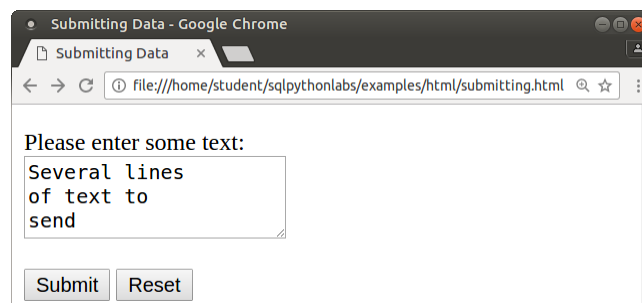 Submitting Data - Google Chrome
Submitting Data
file:///home/student/sqlpythonlabs/examples/html/submitting.html
Please enter some text:
Several lines
of text to
send
Submit Reset